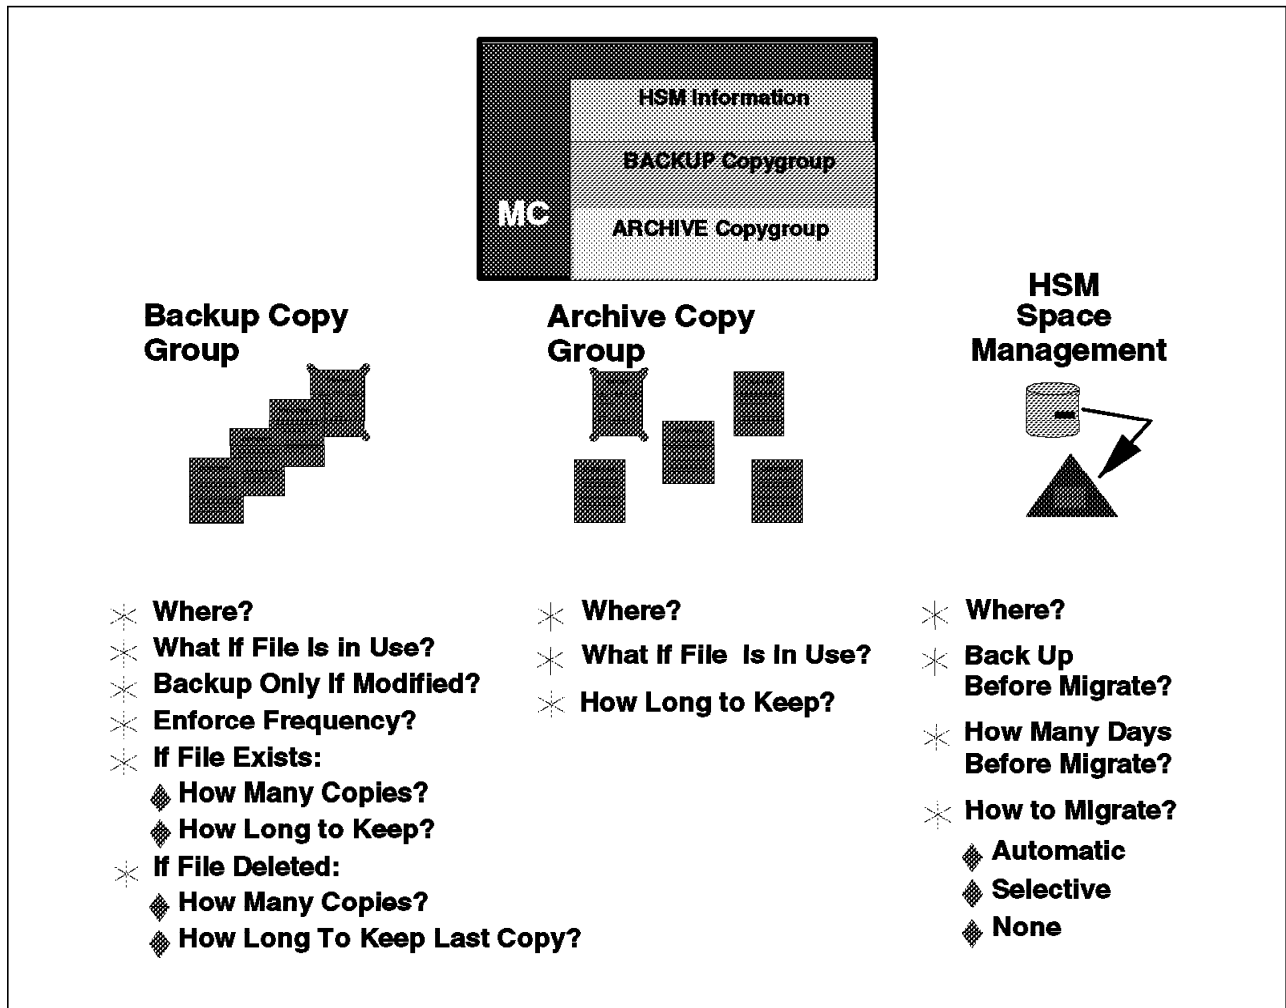 HSM Information
BACKUP Copygroup
MC
ARCHIVE Copygroup
Backup Copy
Group
Archive Copy
Group
HSM
Space
Management
Where?
What If File Is in Use?
Backup Only If Modified?
Enforce Frequency?
If File Exists:
How Many Copies?
How Long to Keep?
If File Deleted:
How Many Copies?
How Long To Keep Last Copy?
Where?
What If File Is In Use?
How Long to Keep?
Where?
Back Up
Before Migrate?
How Many Days
Before Migrate?
How to Migrate?
Automatic
Selective
None